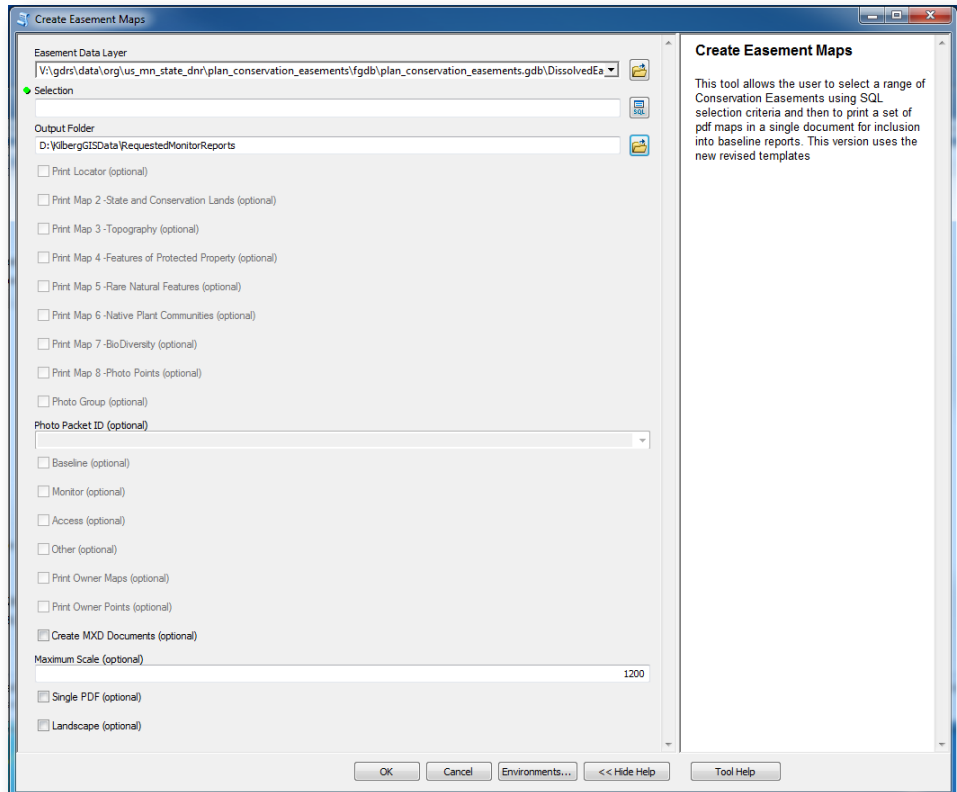 Create Easement Maps
Easement Data Layer
V:\gdrs\data\org\us_mn_state_dnr\plan_conservation_easements\fgdb\plan_conservation_easements.gdb\DissolvedEa
Selection
SQL
Output Folder
D:\KilbergGISData\RequestedMonitorReports
Print Locator (optional)
Print Map 2 -State and Conservation Lands (optional)
Print Map 3 -Topography (optional)
Print Map 4 -Features of Protected Property (optional)
Print Map 5 -Rare Natural Features (optional)
Print Map 6 -Native Plant Communities (optional)
Print Map 7 -BioDiversity (optional)
Print Map 8 -Photo Points (optional)
Photo Group (optional)
Photo Packet ID (optional)
Baseline (optional)
Monitor (optional)
Access (optional)
Other (optional)
Print Owner Maps (optional)
Print Owner Points (optional)
Create MXD Documents (optional)
Maximum Scale (optional)
1200
Single PDF (optional)
Landscape (optional)
OK
Cancel
Environments...
<< Hide Help
Tool Help
Create Easement Maps
This tool allows the user to select a range of
Conservation Easements using SQL
selection criteria and then to print a set of
pdf maps in a single document for inclusion
into baseline reports. This version uses the
new revised templates